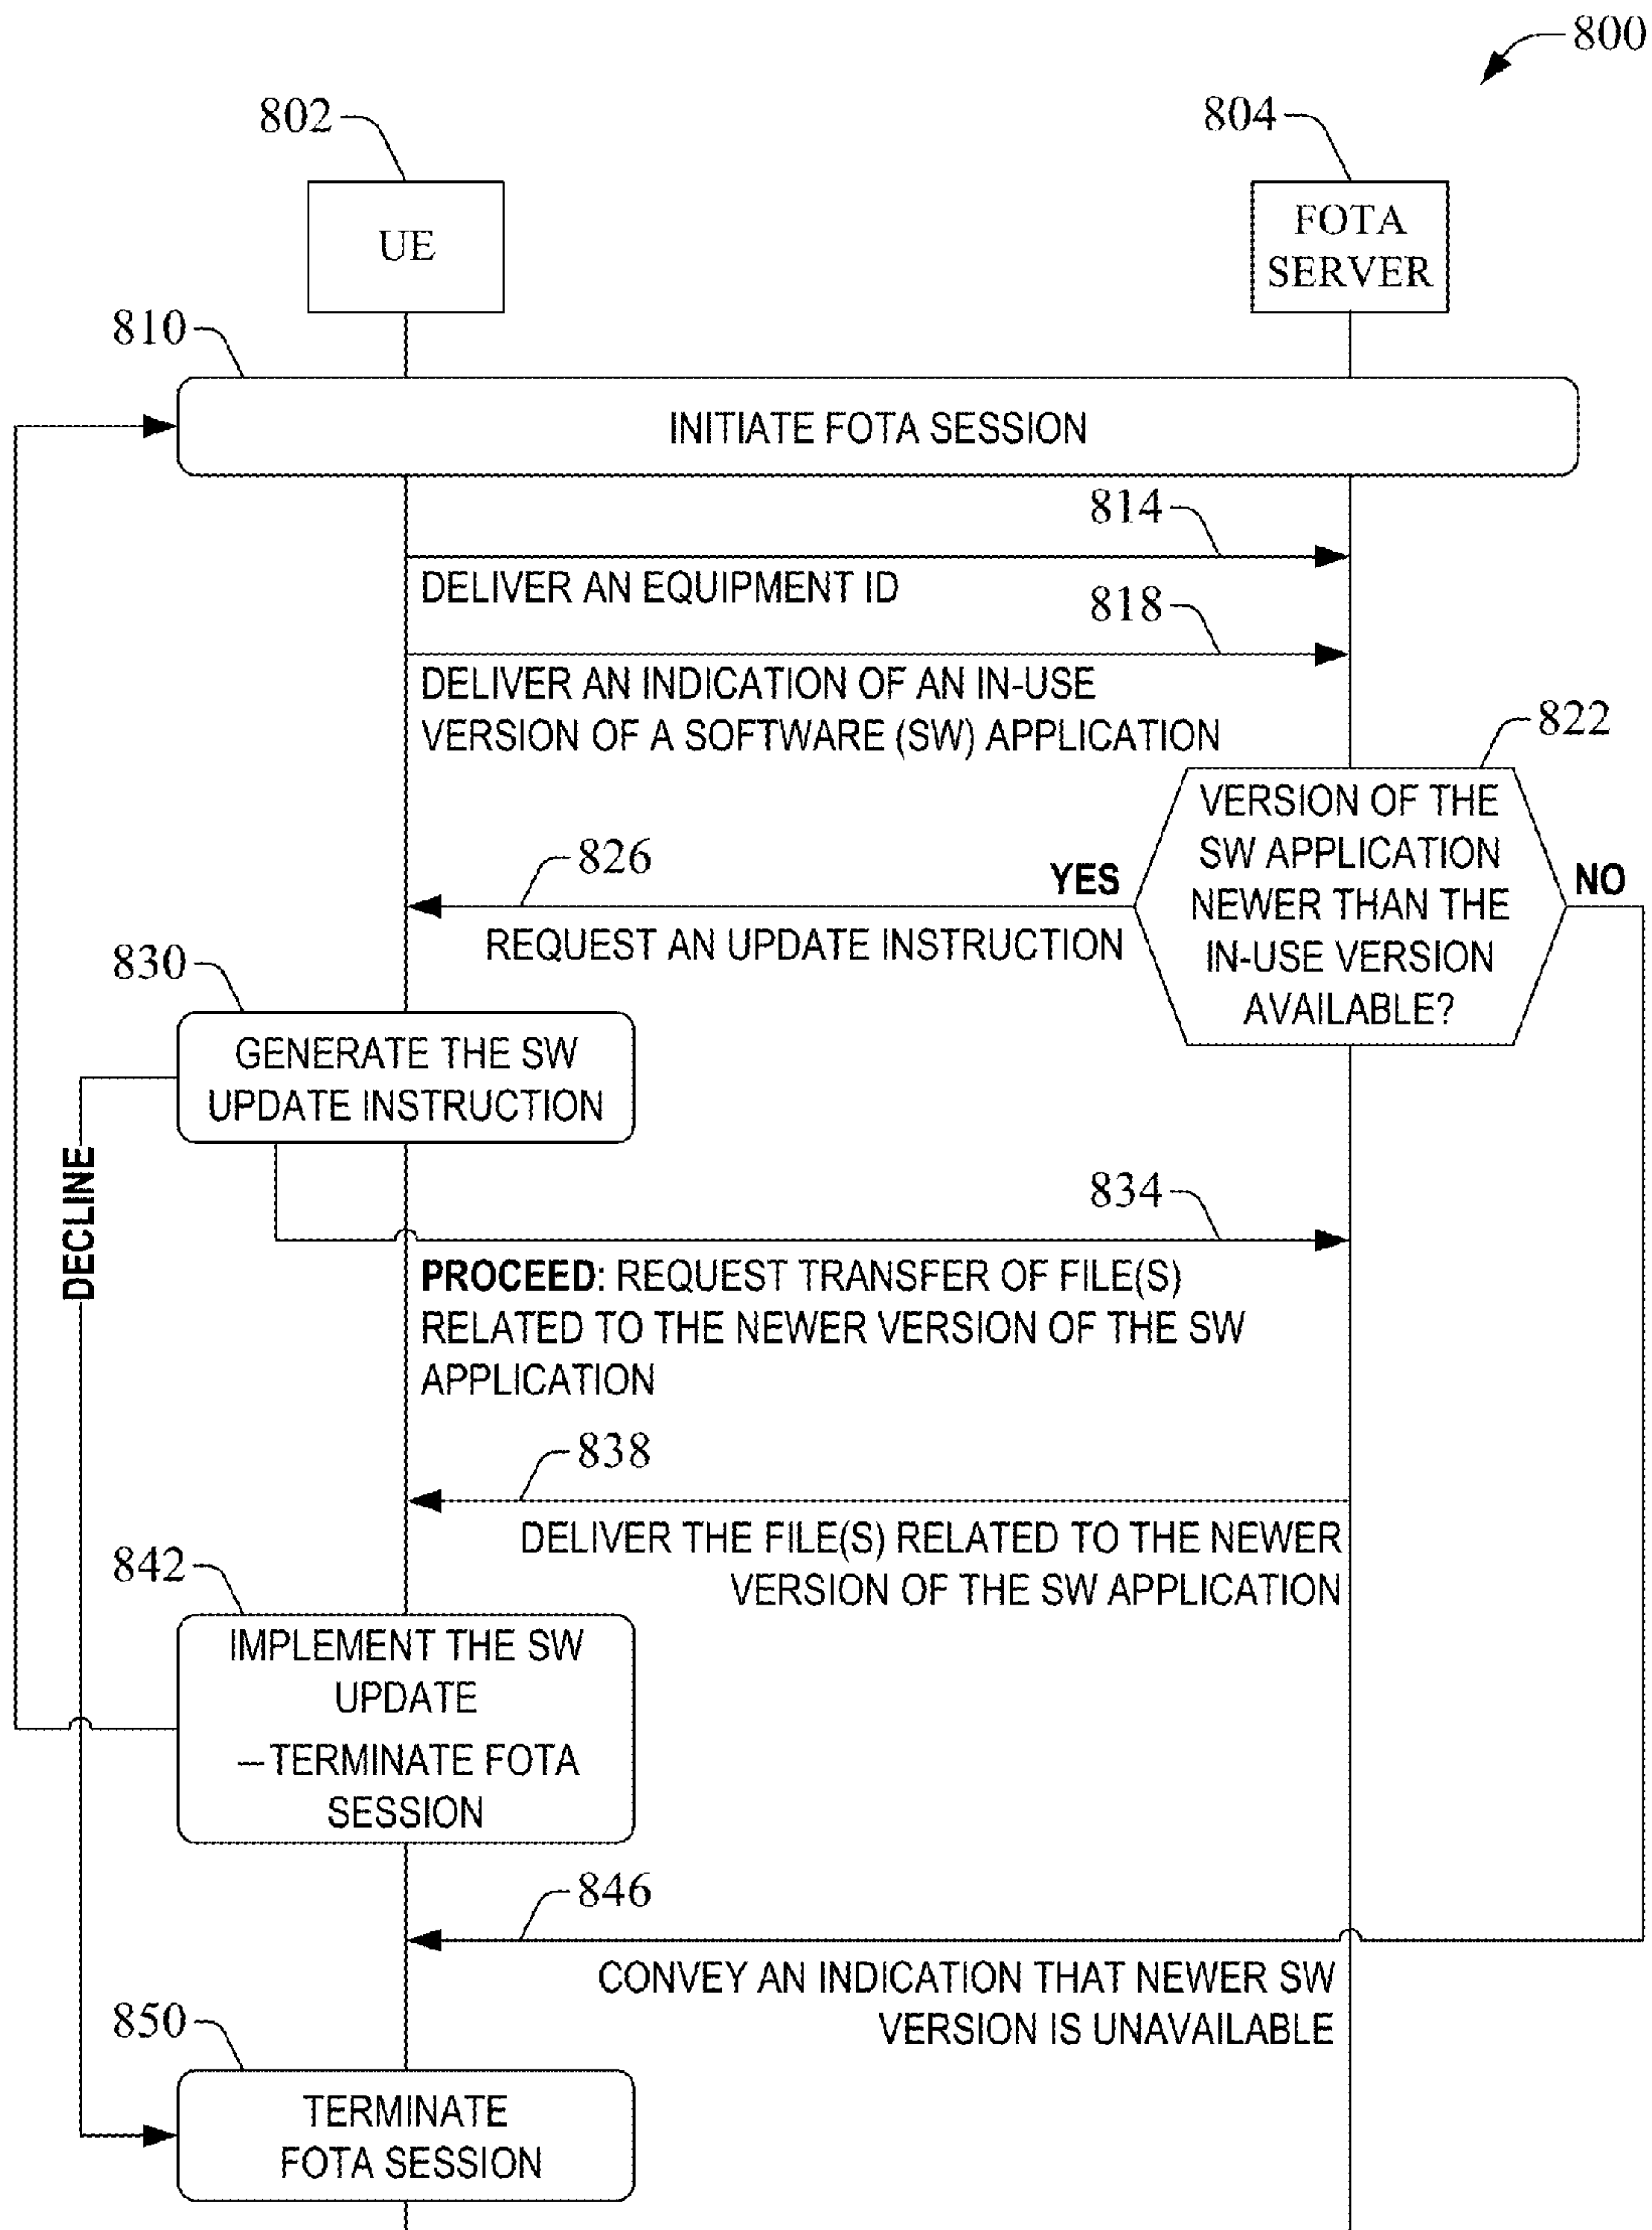 800
802
804
UE
FOTA
SERVER
810
INITIATE FOTA SESSION
814
DELIVER AN EQUIPMENT ID
818
DELIVER AN INDICATION OF AN IN-USE
VERSION OF A SOFTWARE (SW) APPLICATION
822
VERSION OF THE
SW APPLICATION
NEWER THAN THE
IN-USE VERSION
AVAILABLE?
YES
NO
826
REQUEST AN UPDATE INSTRUCTION
830
GENERATE THE SW
UPDATE INSTRUCTION
DECLINE
834
PROCEED: REQUEST TRANSFER OF FILE(S)
RELATED TO THE NEWER VERSION OF THE SW
APPLICATION
838
DELIVER THE FILE(S) RELATED TO THE NEWER
VERSION OF THE SW APPLICATION
842
IMPLEMENT THE SW
UPDATE
—TERMINATE FOTA
SESSION
846
CONVEY AN INDICATION THAT NEWER SW
VERSION IS UNAVAILABLE
850
TERMINATE
FOTA SESSION